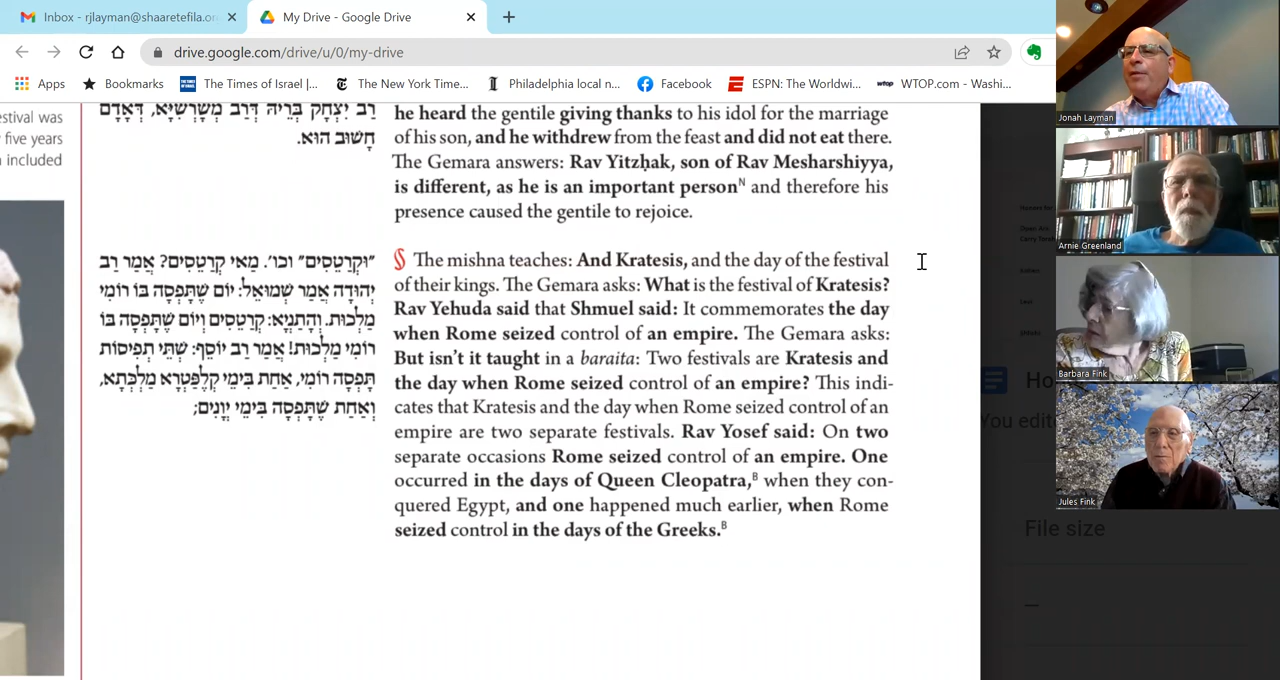 Inbox - rjlayman@shaaretefila.or
My Drive - Google Drive
drive.google.com/drive/u/0/my-drive
Apps
Bookmarks
The Times of Israel |...
The New York Time...
Philadelphia local n...
Facebook
ESPN: The Worldwi...
WTOP.com - Washi...
estival was
five years
included
רב יצחק בריה דרב משרשיא, דאדם
חשוב הוא.
he heard the gentile giving thanks to his idol for the marriage
of his son, and he withdrew from the feast and did not eat there.
The Gemara answers: Rav Yitzḥak, son of Rav Mesharshiyya,
is different, as he is an important personᴺ and therefore his
presence caused the gentile to rejoice.
"וּקְרָטֵסִים" וכו'. מַאי קְרָטֵסִים? אֲמַר רַב
יְהוּדָה אֲמַר שְׁמוּאֵל: יוֹם שֶׁתָּפְסָה בּוֹ רוֹמִי
מַלְכוּת. וְהָתַנְיָא: קְרָטֵסִים וְיוֹם שֶׁתָּפְסָה בּוֹ
רוֹמִי מַלְכוּת! אֲמַר רַב יוֹסֵף: שְׁתֵּי תְּפִיסוֹת
תָּפְסָה רוֹמִי, אַחַת בִּימֵי קְלֶפַּטְרָא מַלְכְּתָא,
וְאַחַת שֶׁתָּפְסָה בִּימֵי יְוָנִים;
The mishna teaches: And Kratesis, and the day of the festival
of their kings. The Gemara asks: What is the festival of Kratesis?
Rav Yehuda said that Shmuel said: It commemorates the day
when Rome seized control of an empire. The Gemara asks:
But isn't it taught in a baraita: Two festivals are Kratesis and
the day when Rome seized control of an empire? This indi-
cates that Kratesis and the day when Rome seized control of an
empire are two separate festivals. Rav Yosef said: On two
separate occasions Rome seized control of an empire. One
occurred in the days of Queen Cleopatra,ᴮ when they con-
quered Egypt, and one happened much earlier, when Rome
seized control in the days of the Greeks.ᴮ
You edite
File size
—
Jonah Layman
Arnie Greenland
Barbara Fink
Jules Fink